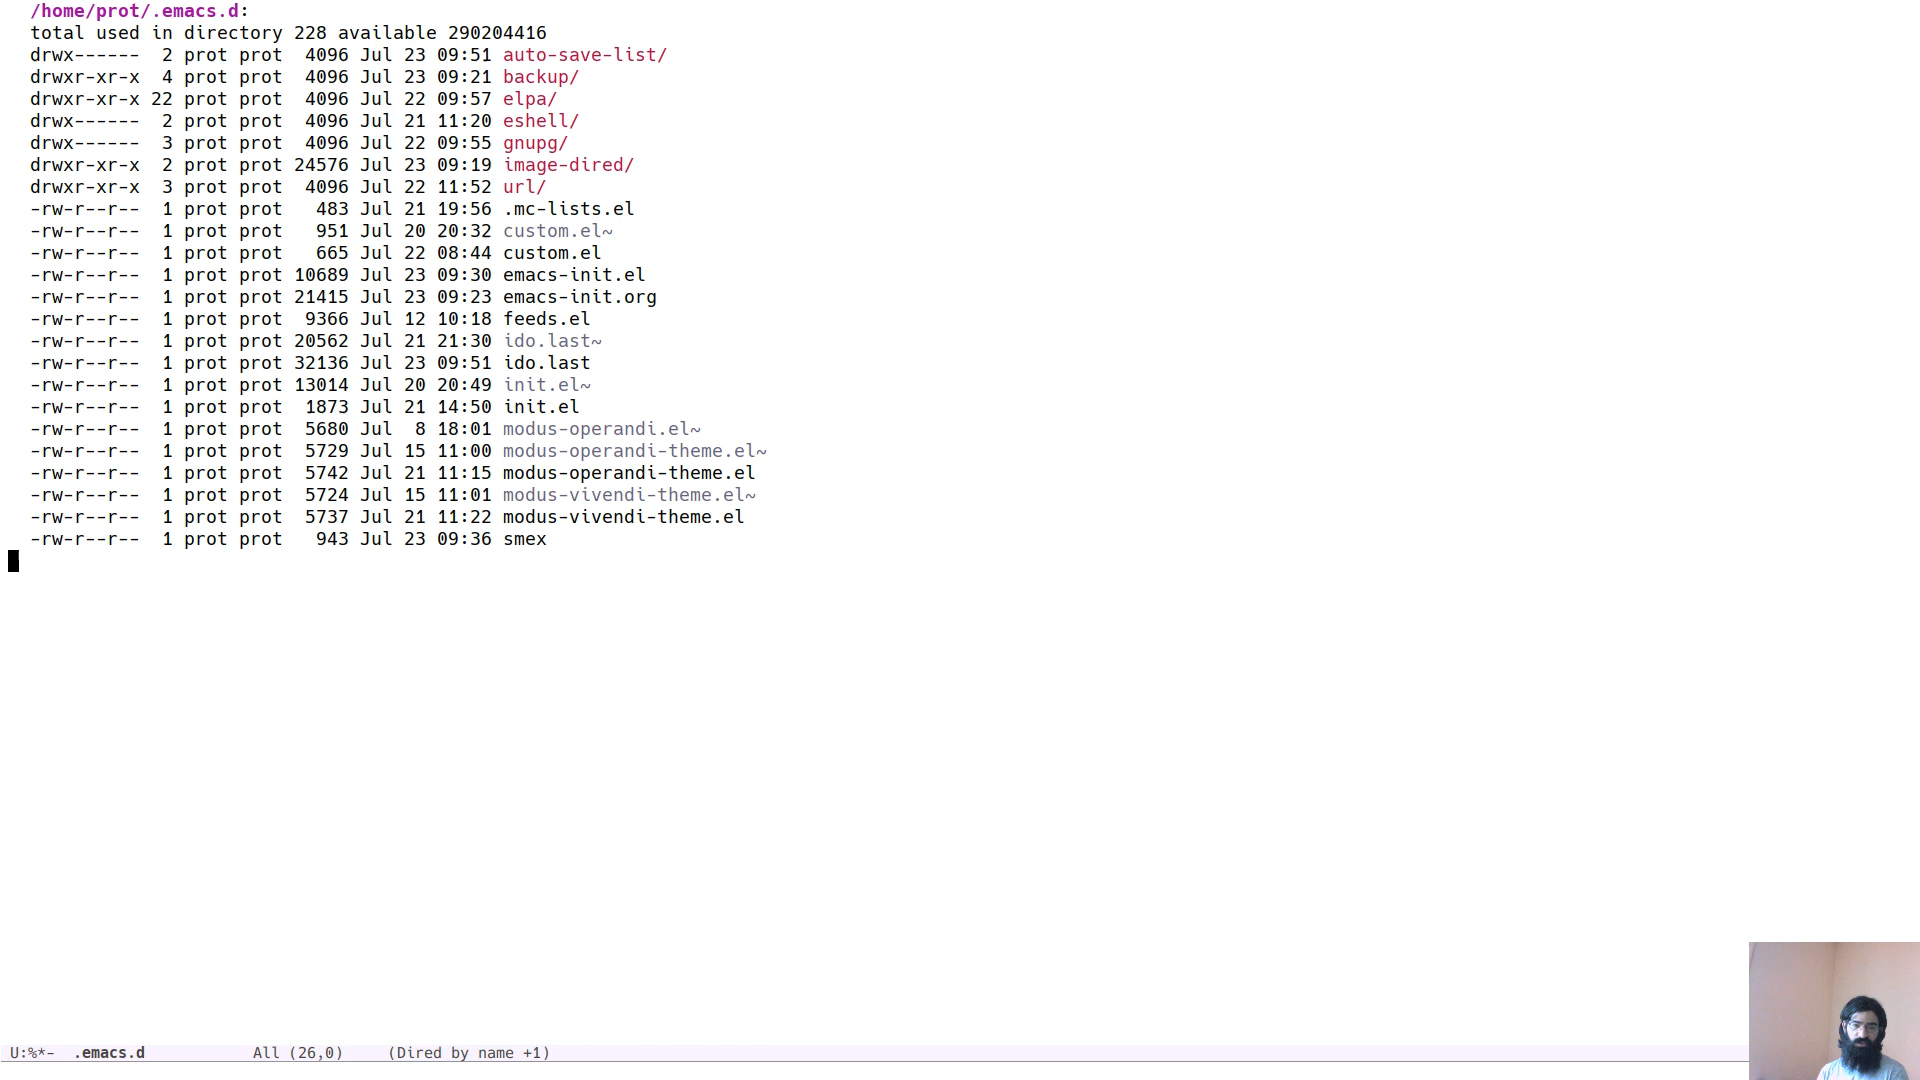 /home/prot/.emacs.d:
total used in directory 228 available 290204416
drwx------  2 prot prot  4096 Jul 23 09:51 auto-save-list/
drwxr-xr-x  4 prot prot  4096 Jul 23 09:21 backup/
drwxr-xr-x 22 prot prot  4096 Jul 22 09:57 elpa/
drwx------  2 prot prot  4096 Jul 21 11:20 eshell/
drwx------  3 prot prot  4096 Jul 22 09:55 gnupg/
drwxr-xr-x  2 prot prot 24576 Jul 23 09:19 image-dired/
drwxr-xr-x  3 prot prot  4096 Jul 22 11:52 url/
-rw-r--r--  1 prot prot   483 Jul 21 19:56 .mc-lists.el
-rw-r--r--  1 prot prot   951 Jul 20 20:32 custom.el~
-rw-r--r--  1 prot prot   665 Jul 22 08:44 custom.el
-rw-r--r--  1 prot prot 10689 Jul 23 09:30 emacs-init.el
-rw-r--r--  1 prot prot 21415 Jul 23 09:23 emacs-init.org
-rw-r--r--  1 prot prot  9366 Jul 12 10:18 feeds.el
-rw-r--r--  1 prot prot 20562 Jul 21 21:30 ido.last~
-rw-r--r--  1 prot prot 32136 Jul 23 09:51 ido.last
-rw-r--r--  1 prot prot 13014 Jul 20 20:49 init.el~
-rw-r--r--  1 prot prot  1873 Jul 21 14:50 init.el
-rw-r--r--  1 prot prot  5680 Jul  8 18:01 modus-operandi.el~
-rw-r--r--  1 prot prot  5729 Jul 15 11:00 modus-operandi-theme.el~
-rw-r--r--  1 prot prot  5742 Jul 21 11:15 modus-operandi-theme.el
-rw-r--r--  1 prot prot  5724 Jul 15 11:01 modus-vivendi-theme.el~
-rw-r--r--  1 prot prot  5737 Jul 21 11:22 modus-vivendi-theme.el
-rw-r--r--  1 prot prot   943 Jul 23 09:36 smex
U:%*-  .emacs.d            All (26,0)     (Dired by name +1)